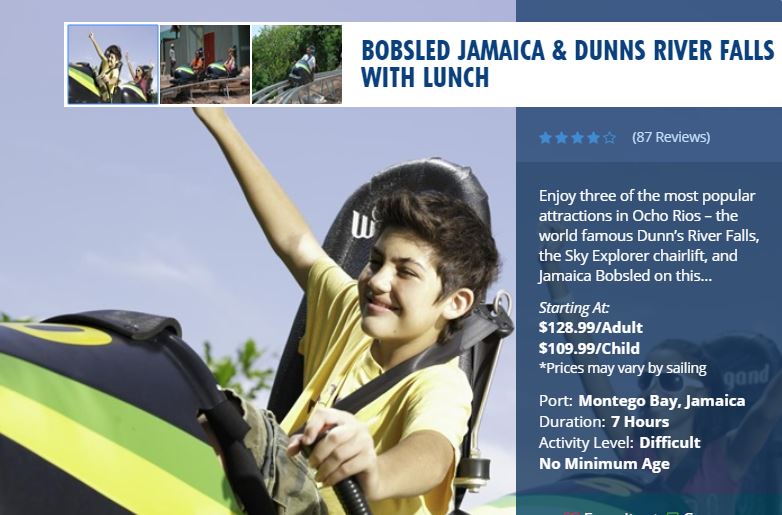 BOBSLED JAMAICA & DUNNS RIVER FALLS
WITH LUNCH
(87 Reviews)
Enjoy three of the most popular
attractions in Ocho Rios – the
world famous Dunn's River Falls,
the Sky Explorer chairlift, and
Jamaica Bobsled on this...
Starting At:
$128.99/Adult
$109.99/Child
*Prices may vary by sailing
Port: Montego Bay, Jamaica
Duration: 7 Hours
Activity Level: Difficult
No Minimum Age